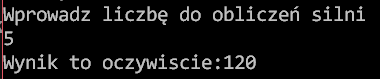 Wprowadz liczbę do obliczeń silni
5
Wynik to oczywiscie:120